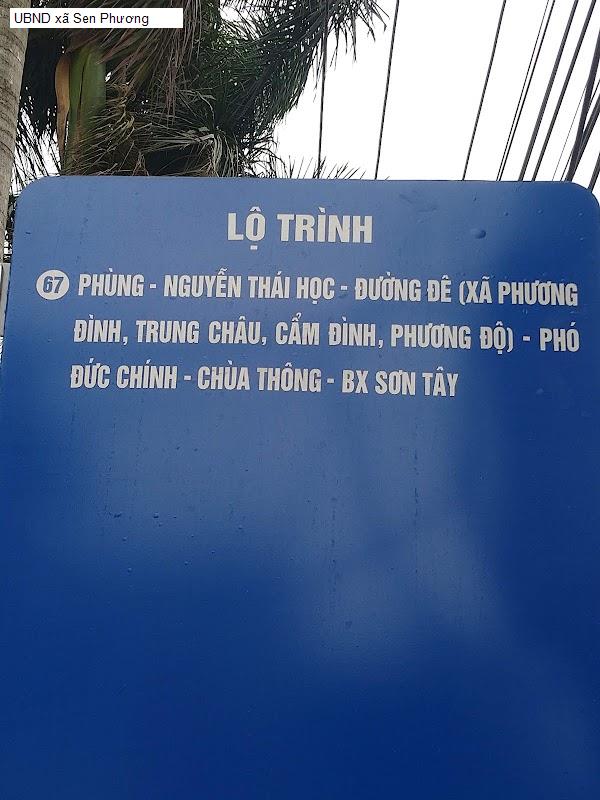 UBND xã Sen Phương
LỘ TRÌNH
67 PHÙNG - NGUYỄN THÁI HỌC - ĐƯỜNG ĐÊ (XÃ PHƯƠNG
ĐÌNH, TRUNG CHÂU, CẨM ĐÌNH, PHƯƠNG ĐỘ) - PHÓ
ĐỨC CHÍNH - CHÙA THÔNG - BX SƠN TÂY